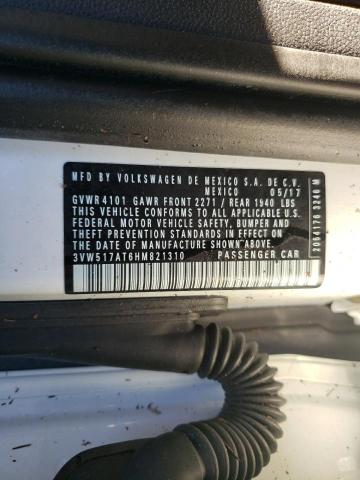 MFD BY VOLKSWAGEN DE MEXICO S.A. DE C.V.
MEXICO 05/17
GVWR 4101 GAWR FRONT 2271 / REAR 1940 LBS
THIS VEHICLE CONFORMS TO ALL APPLICABLE
FEDERAL MOTOR VEHICLE SAFETY, BUMPER AND
THEFT PREVENTION STANDARDS IN EFFECT ON THE
DATE OF MANUFACTURE SHOWN ABOVE.
3VW517AT6HM821310 PASSENGER CAR
2054176 3246 M